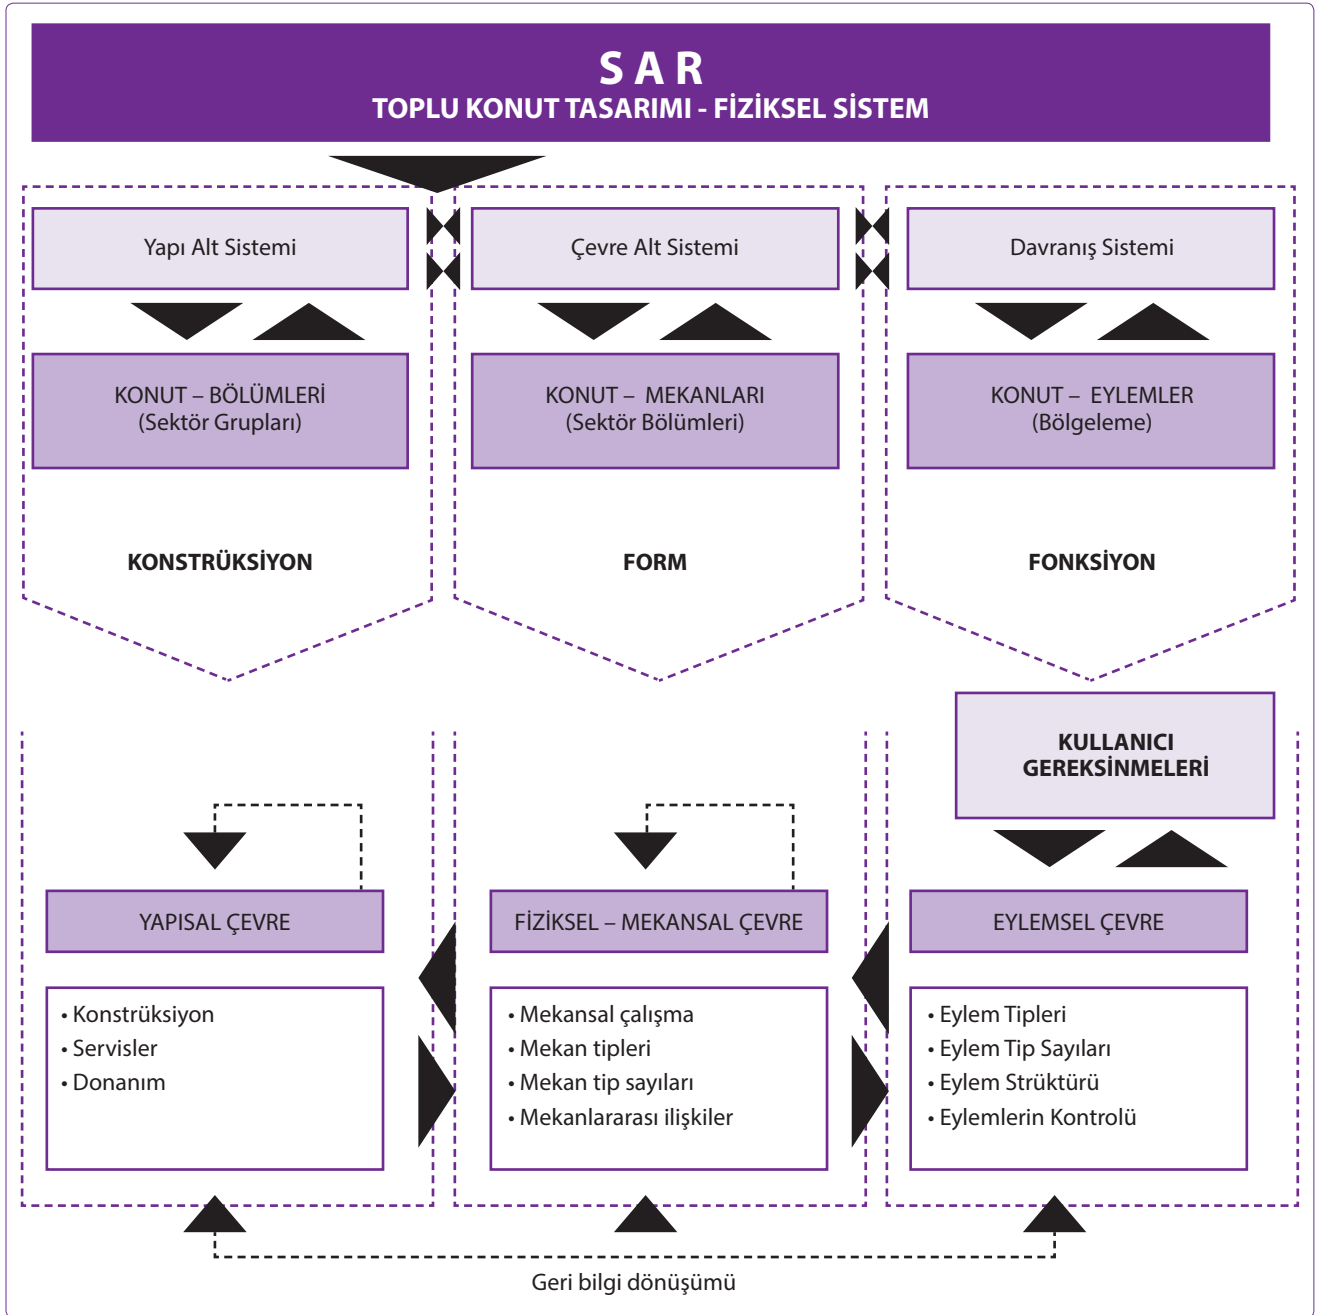 S A R
TOPLU KONUT TASARIMI - FİZİKSEL SİSTEM
Yapı Alt Sistemi
Çevre Alt Sistemi
Davranış Sistemi
KONUT – BÖLÜMLERİ
(Sektör Grupları)
KONUT – MEKANLARI
(Sektör Bölümleri)
KONUT – EYLEMLER
(Bölgeleme)
KONSTRÜKSİYON
FORM
FONKSİYON
KULLANICI
GEREKSİNMELERİ
YAPISAL ÇEVRE
FİZİKSEL – MEKANSAL ÇEVRE
EYLEMSEL ÇEVRE
• Konstrüksiyon
• Servisler
• Donanım
• Mekansal çalışma
• Mekan tipleri
• Mekan tip sayıları
• Mekanlararası ilişkiler
• Eylem Tipleri
• Eylem Tip Sayıları
• Eylem Strüktürü
• Eylemlerin Kontrolü
Geri bilgi dönüşümü